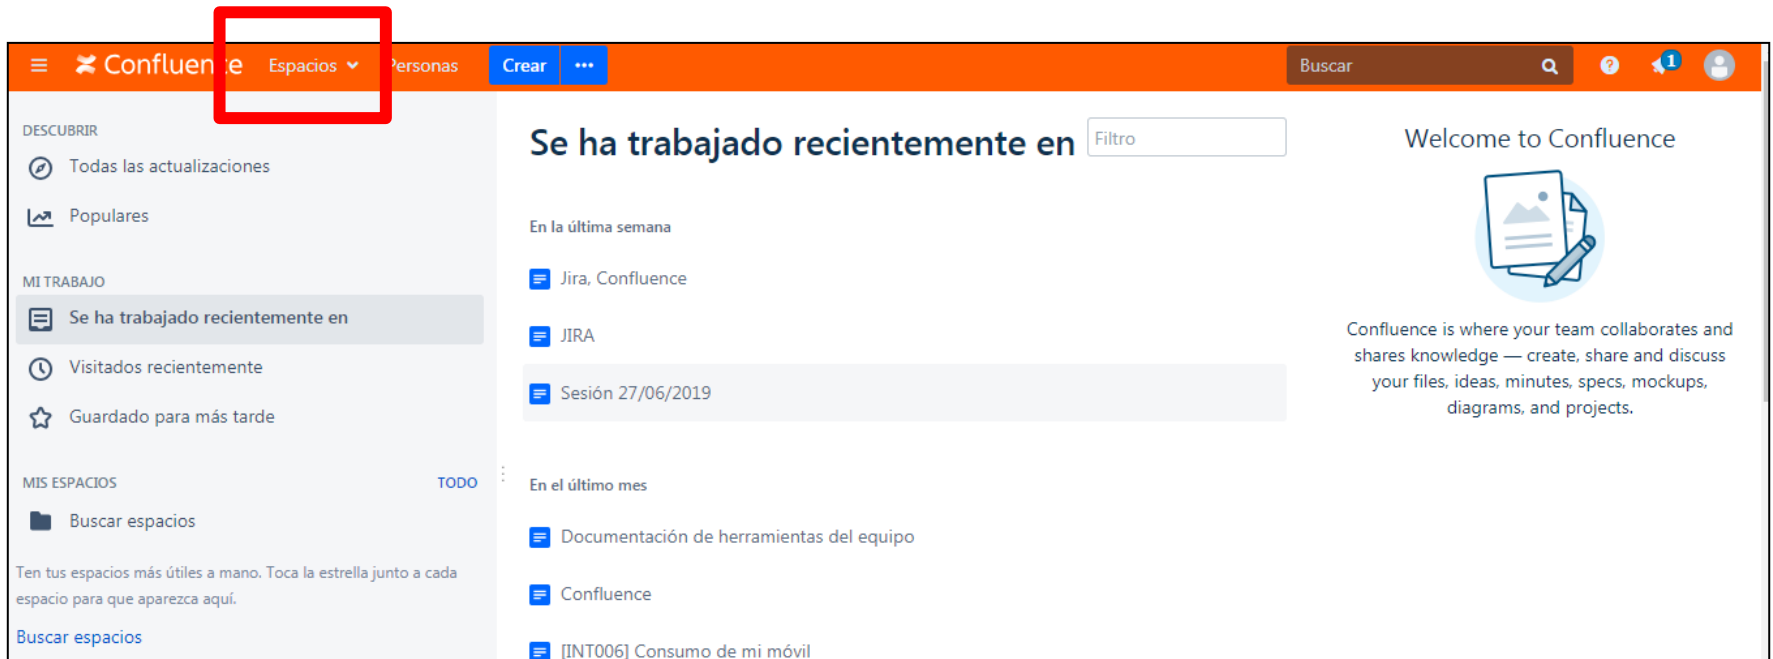 Confluence Espacios Personas Crear ••• Buscar 1
DESCUBRIR
Todas las actualizaciones
Populares
MI TRABAJO
Se ha trabajado recientemente en
Visitados recientemente
Guardado para más tarde
MIS ESPACIOS TODO
Buscar espacios
Ten tus espacios más útiles a mano. Toca la estrella junto a cada
espacio para que aparezca aquí.
Buscar espacios
Se ha trabajado recientemente en Filtro
En la última semana
Jira, Confluence
JIRA
Sesión 27/06/2019
En el último mes
Documentación de herramientas del equipo
Confluence
[INT006] Consumo de mi móvil
Welcome to Confluence
Confluence is where your team collaborates and
shares knowledge — create, share and discuss
your files, ideas, minutes, specs, mockups,
diagrams, and projects.